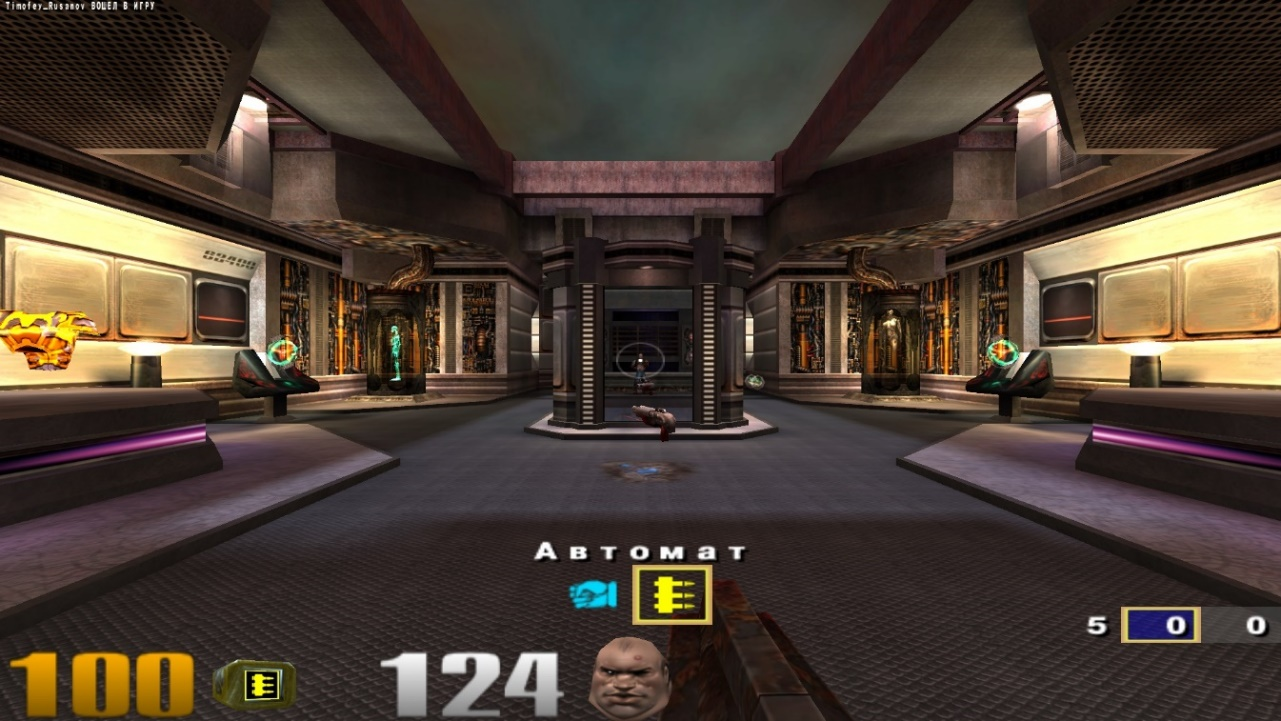 Timofey_Rusanov ВОШЕЛ В ИГРУ
Автомат
5 0 0
100 124